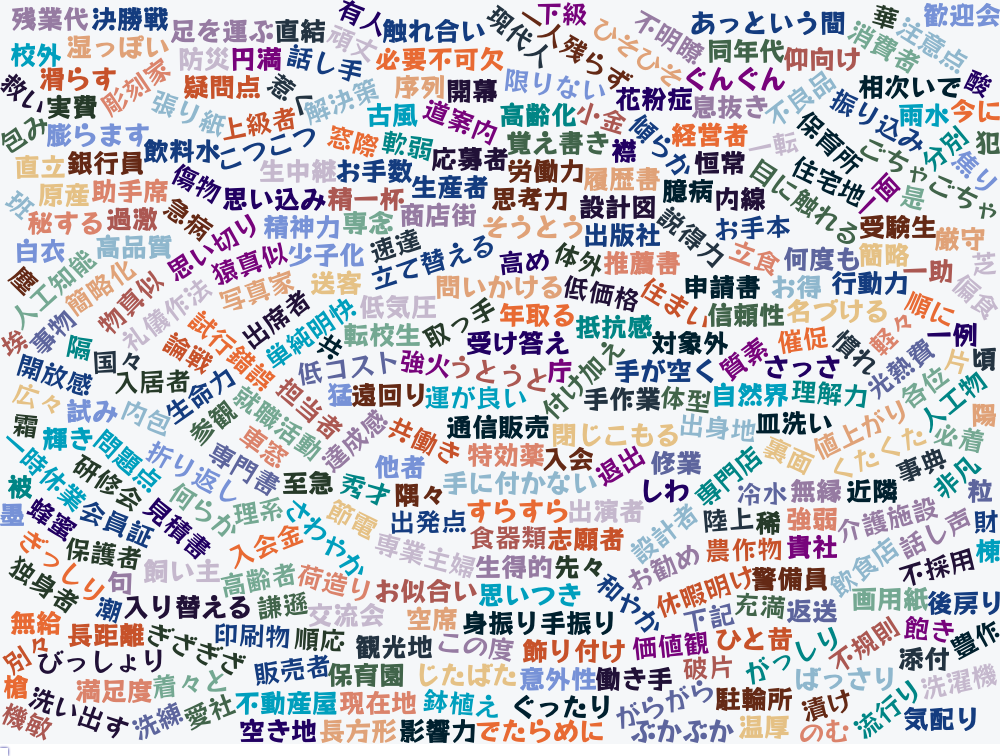 残業代 決勝戦 足を運ぶ 直結 有人 触れ合い 現代人 下級 一人残らず ひそひそ 不明瞭 あっという間 華 歓迎会
校外 湿っぽい 防災 円満 話し手 頑丈 必要不可欠 同年代 仰向け 消費者 注意点
滑らす 彫刻家 疑問点 惹く 解決策 序列 開幕 限りない ぐんぐん 不良品 相次いで 酸
救い 実費 張り紙 上級者 古風 道案内 高齢化 小金 花粉症 息抜き 振り込み 雨水 今に
包み 膨らます こつこつ 窓際 軟弱 覚え書き 傾らか 経営者 一転 保育所 ごちゃごちゃ 分別 犯
直立 銀行員 飲料水 生中継 お手数 応募者 労働力 襟 恒常 住宅地 焦り
班 原産 助手席 傷物 思い込み 精一杯 生産者 思考力 履歴書 臆病 内線 目に触れる 一面 是
秘する 過激 急病 思い切り 精神力 専念 商店街 そうとう 設計図 説得力 お手本 受験生 厳守
白衣 高品質 猿真似 少子化 速達 立て替える 高め 体外 出版社 推薦書 立食 何度も 簡略 一助 芝
塵 人工知能 簡略化 物真似 礼儀作法 写真家 送客 低気圧 問いかける 低価格 住まい 申請書 お得 行動力 間食
埃 事物 隔 国々 試行錯誤 出席者 単純明快 共 転校生 取っ手 年取る 抵抗感 信頼性 名づける 順に 一例
開放感 入居者 論戦 低コスト 強火 うとうと 受け答え 庁 付け加え 対象外 質素 催促 さっさ 慣れ 軽々 光熱費 片 頃
広々 試み 内包 生命力 参観 就職活動 担当者 猛 遠回り 運が良い 手が空く 手作業 体型 自然界 理解力 各位 人工物 陽
霜 輝き 問題点 折り返し 車窓 達成感 共働き 通信販売 閉じこもる 出身地 皿洗い 値上がり くたくた 必着
一時休業 研修会 専門書 至急 秀才 他者 特効薬 入会 退出 修業 専門店 裏面 事典 非凡
被 見積書 何らか 理系 さわやか 隅々 手に付かない しわ 冷水 無縁 近隣 粒
墨 蜂蜜 会員証 入会金 節電 出発点 すらすら 出演者 設計者 陸上 稀 強弱 介護施設 話し声 財
ぎっしり 保護者 専業主婦 食器類 志願者 農作物 貴社 飲食店 不採用 棟
独身者 句 飼い主 高齢者 荷造り お似合い 生得的 先々 思いつき 和やか お勧め 休暇明け 警備員 画用紙 後戻り
潮 入り替える 謙遜 交流会 空席 身振り手振り 下記 充満 返送
無給 長距離 ぎざぎざ 印刷物 順応 観光地 この度 飾り付け 価値観 ひと昔 がっしり 不規則 飽き 豊作
別々 びっしょり 販売者 保育園 じたばた 意外性 働き手 破片 ばっさり 添付 洗濯機
槍 洗い出す 満足度 着々と 愛社 不動産屋 現在地 鉢植え ぐったり がらがら 駐輪所 漬け 流行り 気配り
機敏 洗練 空き地 長方形 影響力 でたらめに ぶかぶか 温厚 のむ